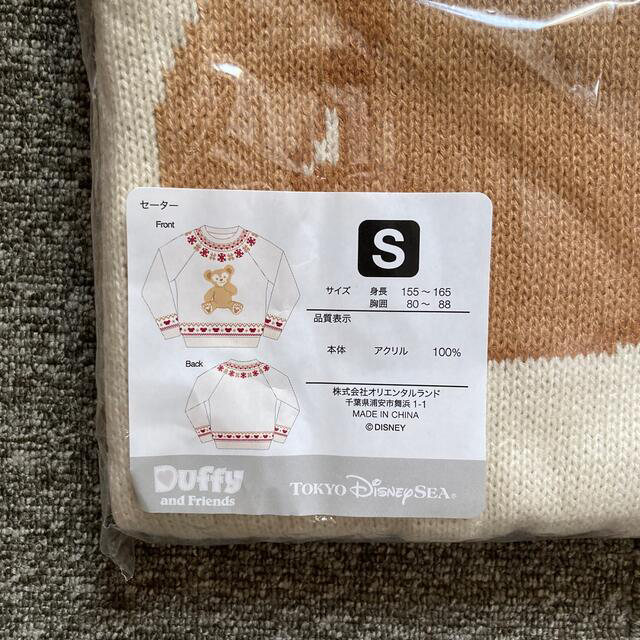 セーター
Front
S
サイズ 身長 155～165
胸囲 80～ 88
品質表示
本体 アクリル 100%
Back
株式会社オリエンタルランド
千葉県浦安市舞浜 1-1
MADE IN CHINA
©DISNEY
Duffy
and Friends
TOKYO DisneySEA®